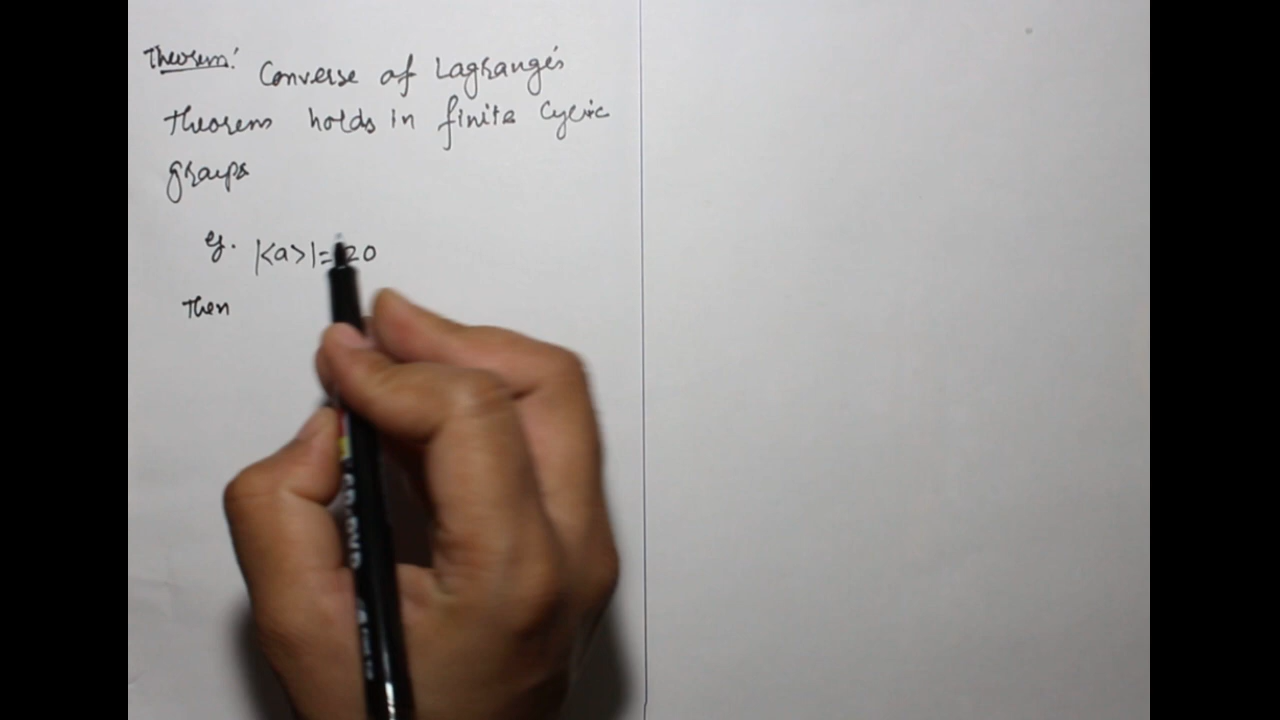 Theorem:
Converse of Lagrange's
Theorem holds in finite cyclic
groups
eg. |<a>|=20
Then